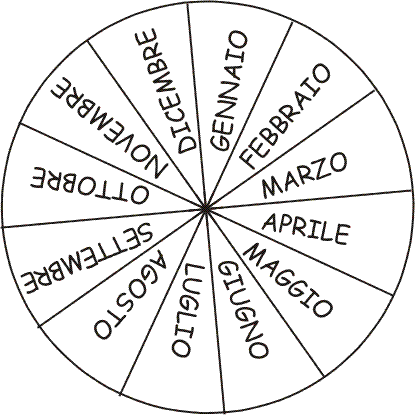 GENNAIO
FEBBRAIO
MARZO
APRILE
MAGGIO
GIUGNO
LUGLIO
AGOSTO
SETTEMBRE
OTTOBRE
NOVEMBRE
DICEMBRE